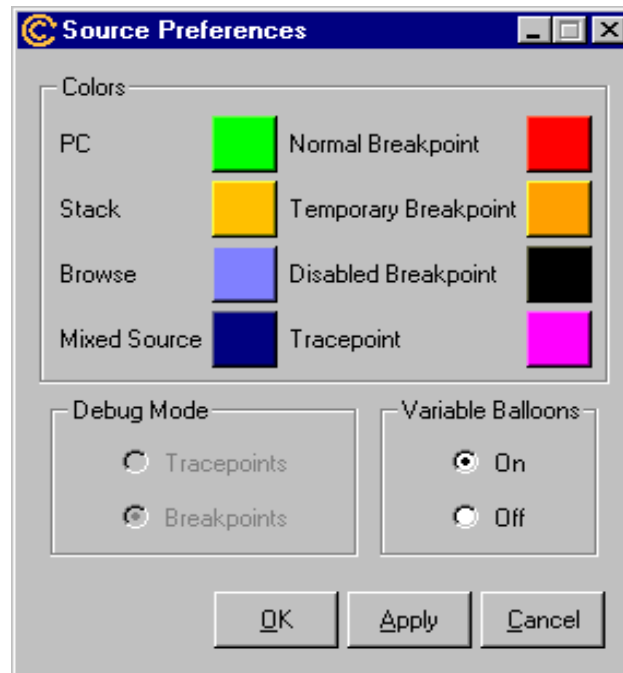 Source Preferences
Colors
PC Normal Breakpoint
Stack Temporary Breakpoint
Browse Disabled Breakpoint
Mixed Source Tracepoint
Debug Mode Variable Balloons
Tracepoints On
Breakpoints Off
OK Apply Cancel